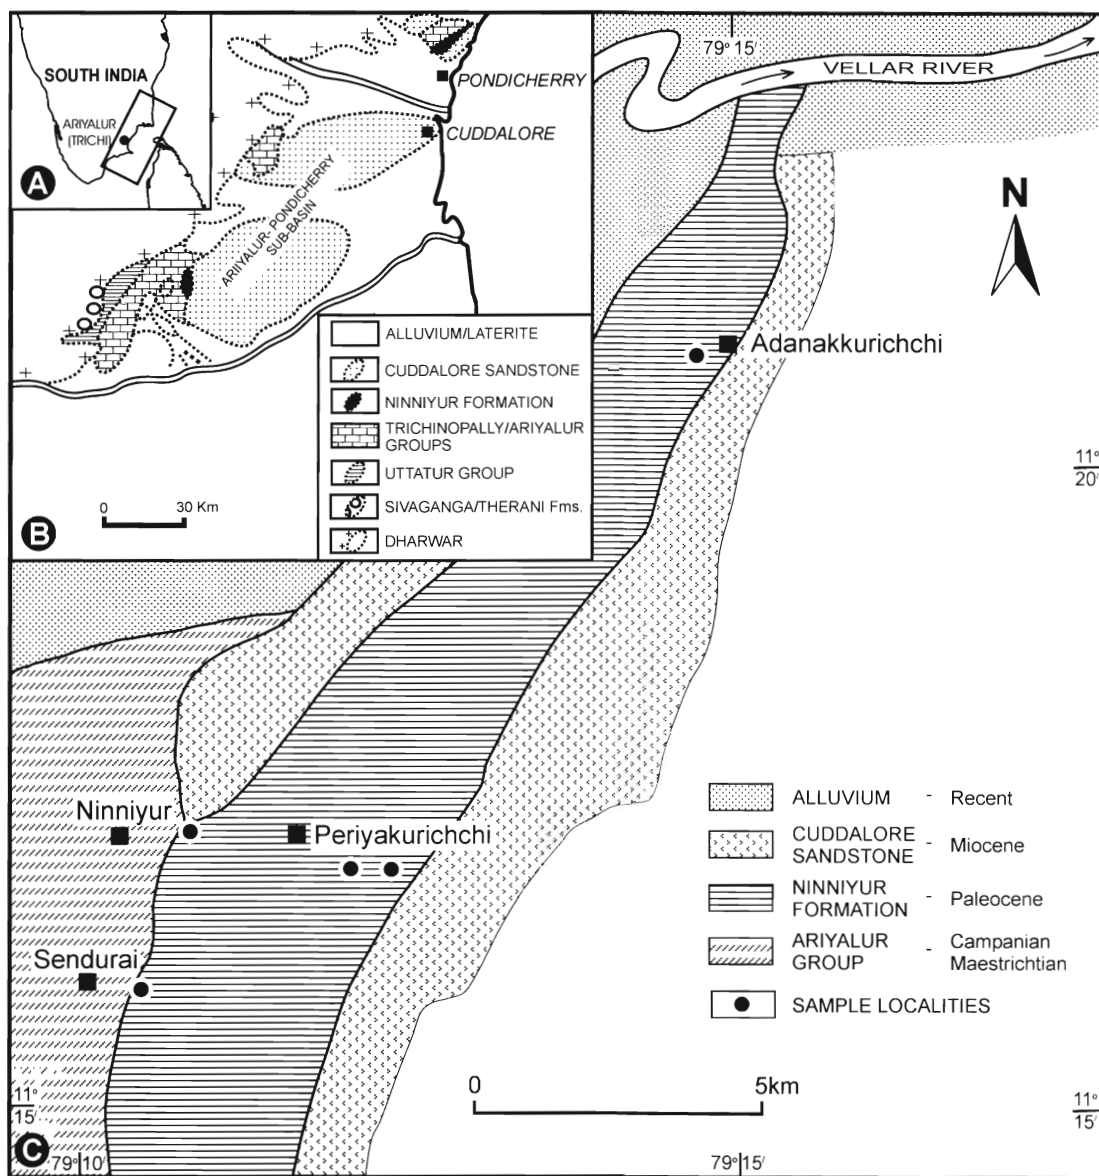 SOUTH INDIA
ARIYALUR
(TRICHI)
A
PONDICHERRY
CUDDALORE
ARIIYALUR- PONDICHERRY
SUB-BASIN
ALLUVIUM/LATERITE
CUDDALORE SANDSTONE
NINNIYUR FORMATION
TRICHINOPALLY/ARIYALUR
GROUPS
UTTATUR GROUP
SIVAGANGA/THERANI Fms.
DHARWAR
0 30 Km
B
79° 15′
VELLAR RIVER
N
Adanakkurichchi
11°
20′
Ninniyur
Periyakurichchi
Sendurai
ALLUVIUM - Recent
CUDDALORE
SANDSTONE - Miocene
NINNIYUR
FORMATION - Paleocene
ARIYALUR - Campanian
GROUP Maestrichtian
SAMPLE LOCALITIES
0 5km
11°
15′
11°
15′
C
79° 10′
79° 15′